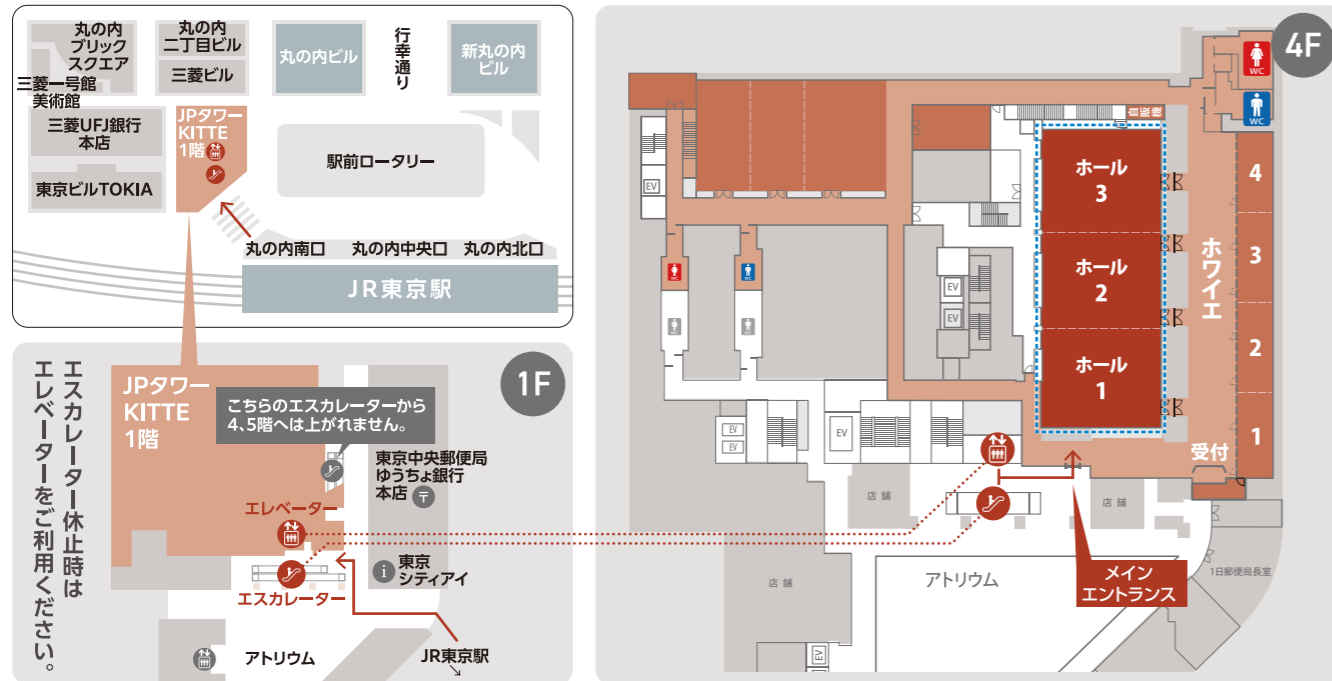 丸の内
ブリック
スクエア
丸の内
二丁目ビル
三菱ビル
丸の内ビル
行幸通り
新丸の内
ビル
三菱一号館
美術館
三菱UFJ銀行
本店
JPタワー
KITTE
1階
東京ビルTOKIA
駅前ロータリー
丸の内南口
丸の内中央口
丸の内北口
JR東京駅
1F
エスカレーター休止時は
エレベーターをご利用ください。
JPタワー
KITTE
1階
こちらのエスカレーターから
4、5階へは上がれません。
東京中央郵便局
ゆうちょ銀行
本店
〒
エレベーター
i
東京
シティアイ
エスカレーター
アトリウム
JR東京駅
4F
WC
WC
自販機
EV
ホール
3
4
ホワイエ
3
WC
WC
EV
ホール
2
EV
WC
WC
2
ホール
1
EV
EV
EV
受付
1
店舗
店舗
アトリウム
店舗
メイン
エントランス
1日郵便局長室
EV
EV